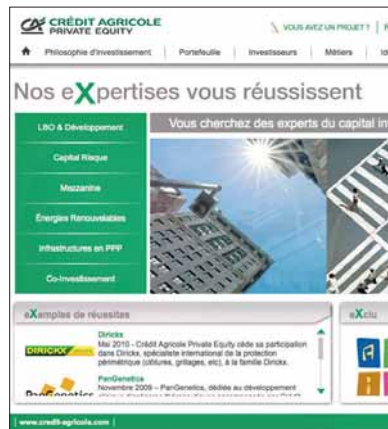 CRÉDIT AGRICOLE
PRIVATE EQUITY
VOUS AVEZ UN PROJET ?
Philosophie d'investissement Portefeuille Investisseurs Métiers
Nos eXpertises vous réussissent
LBO & Développement
Vous cherchez des experts du capital in
Capital Risque
Mezzanine
Énergies Renouvelables
Infrastructures en PPP
Co-Investissement
eXemples de réussites
eXclu
Dirickx
DIRICKX
Mai 2010 - Crédit Agricole Private Equity cède sa participation
dans Dirickx, spécialiste international de la protection
périmétrique (clôtures, grillages, etc), à la famille Dirickx.
PanGenetics
PanGenetics
Novembre 2009 – PanGenetics, dédiée au développement
www.credit-agricole.com